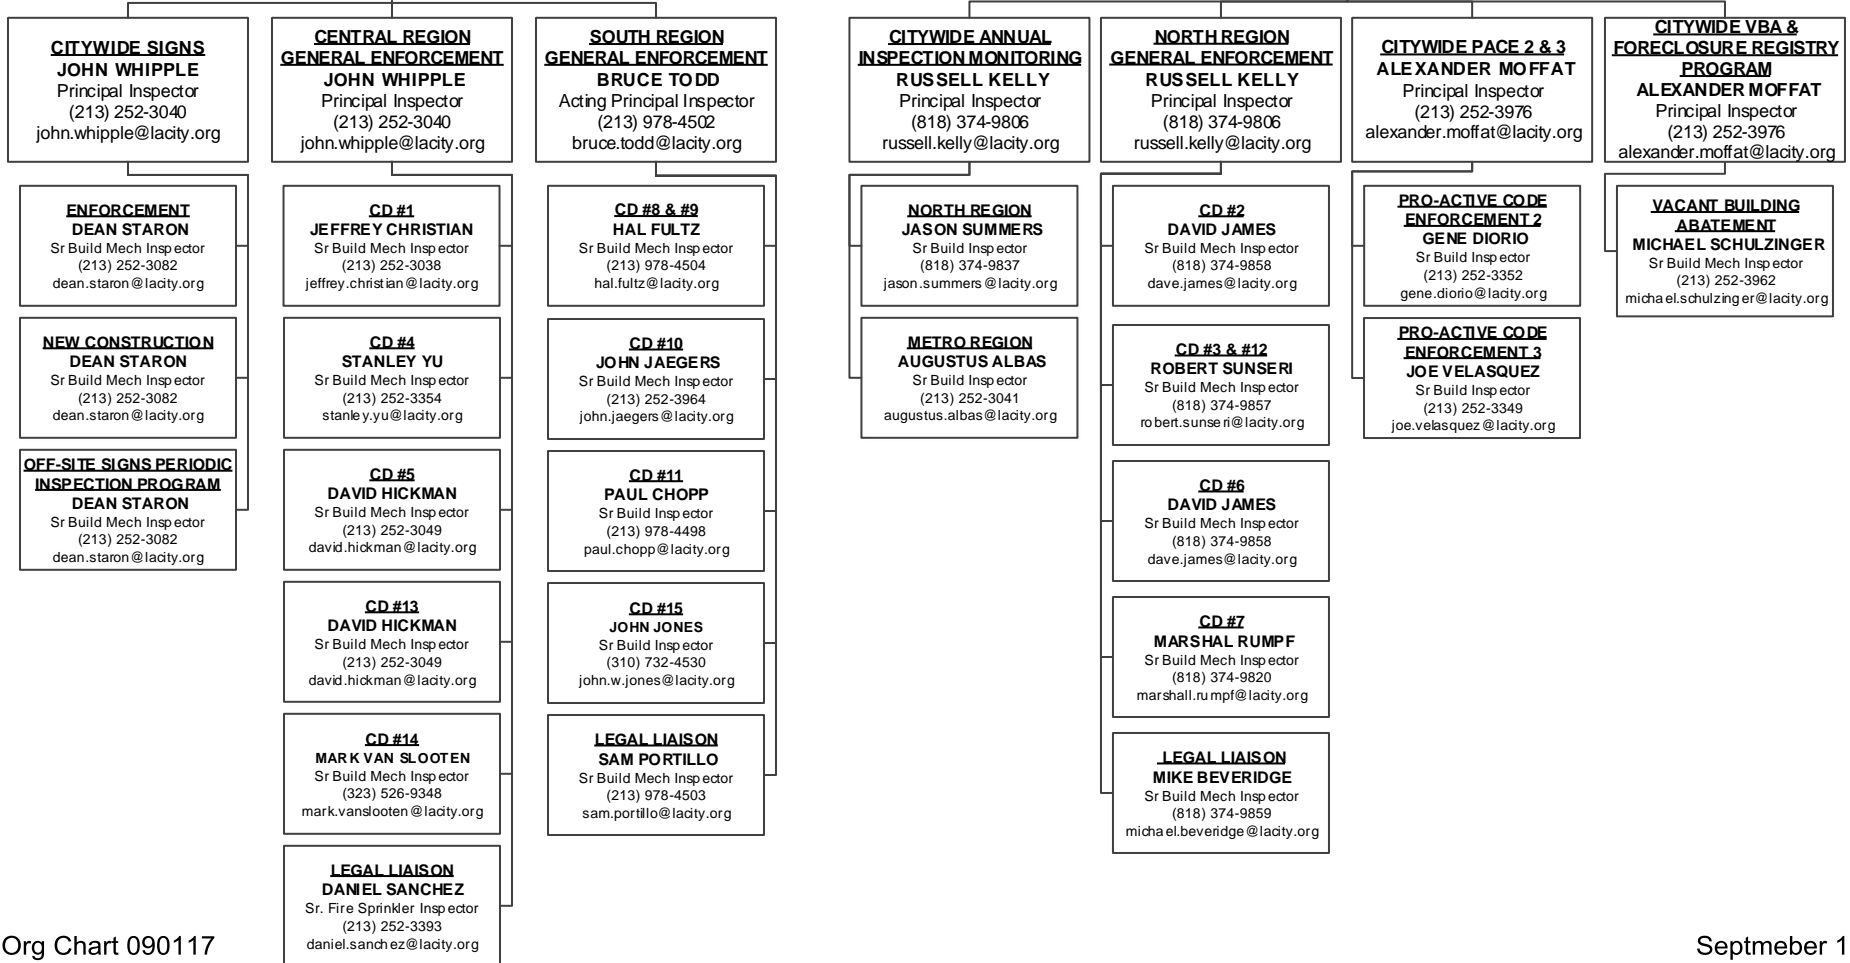 CITYWIDE SIGNS
JOHN WHIPPLE
Principal Inspector
(213) 252-3040
john.whipple@lacity.org
ENFORCEMENT
DEAN STARON
Sr Build Mech Inspector
(213) 252-3082
dean.staron@lacity.org
NEW CONSTRUCTION
DEAN STARON
Sr Build Mech Inspector
(213) 252-3082
dean.staron@lacity.org
OFF-SITE SIGNS PERIODIC
INSPECTION PROGRAM
DEAN STARON
Sr Build Mech Inspector
(213) 252-3082
dean.staron@lacity.org
CENTRAL REGION
GENERAL ENFORCEMENT
JOHN WHIPPLE
Principal Inspector
(213) 252-3040
john.whipple@lacity.org
CD #1
JEFFREY CHRISTIAN
Sr Build Mech Inspector
(213) 252-3038
jeffrey.christian@lacity.org
CD #4
STANLEY YU
Sr Build Mech Inspector
(213) 252-3354
stanley.yu@lacity.org
CD #5
DAVID HICKMAN
Sr Build Mech Inspector
(213) 252-3049
david.hickman@lacity.org
CD #13
DAVID HICKMAN
Sr Build Mech Inspector
(213) 252-3049
david.hickman@lacity.org
CD #14
MARK VAN SLOOTEN
Sr Build Mech Inspector
(323) 526-9348
mark.vanslooten@lacity.org
LEGAL LIAISON
DANIEL SANCHEZ
Sr. Fire Sprinkler Inspector
(213) 252-3393
daniel.sanchez@lacity.org
SOUTH REGION
GENERAL ENFORCEMENT
BRUCE TODD
Acting Principal Inspector
(213) 978-4502
bruce.todd@lacity.org
CD #8 & #9
HAL FULTZ
Sr Build Mech Inspector
(213) 978-4504
hal.fultz@lacity.org
CD #10
JOHN JAEGERS
Sr Build Mech Inspector
(213) 252-3964
john.jaegers@lacity.org
CD #11
PAUL CHOPP
Sr Build Mech Inspector
(213) 978-4498
paul.chopp@lacity.org
CD #15
JOHN JONES
Sr Build Inspector
(310) 732-4530
john.w.jones@lacity.org
LEGAL LIAISON
SAM PORTILLO
Sr Build Mech Inspector
(213) 978-4503
sam.portillo@lacity.org
CITYWIDE ANNUAL
INSPECTION MONITORING
RUSSELL KELLY
Principal Inspector
(818) 374-9806
russell.kelly@lacity.org
NORTH REGION
JASON SUMMERS
Sr Build Inspector
(818) 374-9837
jason.summers@lacity.org
METRO REGION
AUGUSTUS ALBAS
Sr Build Inspector
(213) 252-3041
augustus.albas@lacity.org
NORTH REGION
GENERAL ENFORCEMENT
RUSSELL KELLY
Principal Inspector
(818) 374-9806
russell.kelly@lacity.org
CD #2
DAVID JAMES
Sr Build Mech Inspector
(818) 374-9858
dave.james@lacity.org
CD #3 & #12
ROBERT SUNSERI
Sr Build Mech Inspector
(818) 374-9857
robert.sunseri@lacity.org
CD #6
DAVID JAMES
Sr Build Mech Inspector
(818) 374-9858
dave.james@lacity.org
CD #7
MARSHAL RUMPF
Sr Build Mech Inspector
(818) 374-9820
marshall.rumpf@lacity.org
LEGAL LIAISON
MIKE BEVERIDGE
Sr Build Mech Inspector
(818) 374-9859
michael.beveridge@lacity.org
CITYWIDE PACE 2 & 3
ALEXANDER MOFFAT
Principal Inspector
(213) 252-3976
alexander.moffat@lacity.org
PRO-ACTIVE CODE
ENFORCEMENT 2
GENE DIORIO
Sr Build Inspector
(213) 252-3352
gene.diorio@lacity.org
PRO-ACTIVE CODE
ENFORCEMENT 3
JOE VELASQUEZ
Sr Build Inspector
(213) 252-3349
joe.velasquez@lacity.org
CITYWIDE VBA &
FORECLOSURE REGISTRY
PROGRAM
ALEXANDER MOFFAT
Principal Inspector
(213) 252-3976
alexander.moffat@lacity.org
VACANT BUILDING
ABATEMENT
MICHAEL SCHULZINGER
Sr Build Mech Inspector
(213) 252-3962
michael.schulzinger@lacity.org
Org Chart 090117
Septmeber 1